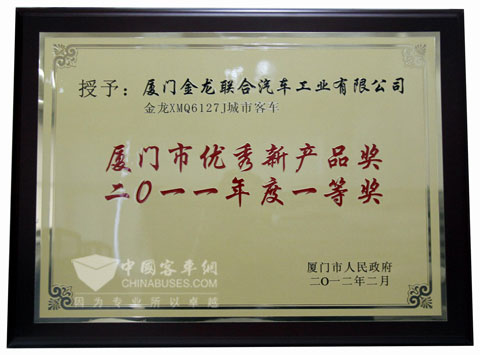 授予：厦门金龙联合汽车工业有限公司
金龙XMQ6127J城市客车
厦门市优秀新产品奖
二〇一一年度一等奖
中國客车網
CHINABUSES.COM
因为专业所以卓越
厦门市人民政府
二〇一二年二月